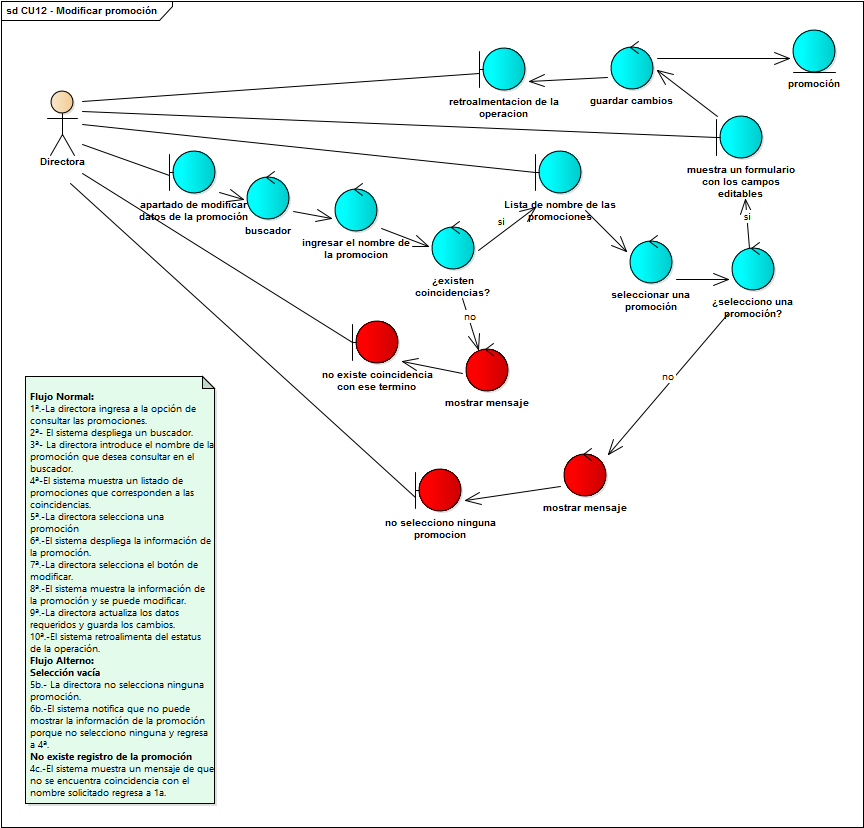 sd CU12 - Modificar promoción
retroalmentacion de la
operacion
guardar cambios
promoción
Directora
muestra un formulario
con los campos
editables
apartado de modificar
datos de la promoción
buscador
ingresar el nombre de
la promocion
¿existen
coincidencias?
si
Lista de nombre de las
promociones
seleccionar una
promoción
¿selecciono una
promoción?
si
no
no
no existe coincidencia
con ese termino
mostrar mensaje
no selecciono ninguna
promocion
mostrar mensaje
Flujo Normal:
1ª.-La directora ingresa a la opción de
consultar las promociones.
2ª- El sistema despliega un buscador.
3ª- La directora introduce el nombre de la
promoción que desea consultar en el
buscador.
4ª-El sistema muestra un listado de
promociones que corresponden a las
coincidencias.
5ª.-La directora selecciona una
promoción
6ª.-El sistema despliega la información de
la promoción.
7ª.-La directora selecciona el botón de
modificar.
8ª.-El sistema muestra la información de
la promoción y se puede modificar.
9ª.-La directora actualiza los datos
requeridos y guarda los cambios.
10ª.-El sistema retroalimenta del estatus
de la operación.
Flujo Alterno:
Selección vacía
5b.- La directora no selecciona ninguna
promoción.
6b.-El sistema notifica que no puede
mostrar la información de la promoción
porque no selecciono ninguna y regresa
a 4ª.
No existe registro de la promoción
4c.-El sistema muestra un mensaje de que
no se encuentra coincidencia con el
nombre solicitado regresa a 1a.